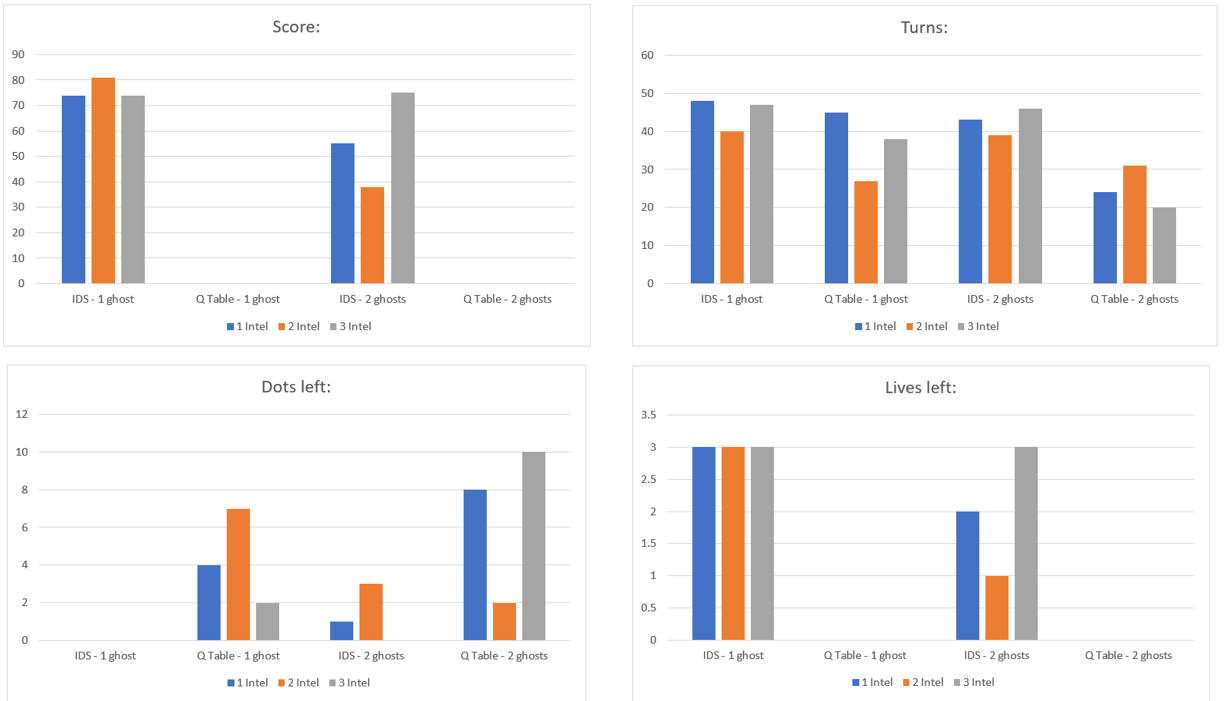 Score:
90
80
70
60
50
40
30
20
10
0
IDS - 1 ghost Q Table - 1 ghost IDS - 2 ghosts Q Table - 2 ghosts
1 Intel 2 Intel 3 Intel
Turns:
60
50
40
30
20
10
0
IDS - 1 ghost Q Table - 1 ghost IDS - 2 ghosts Q Table - 2 ghosts
1 Intel 2 Intel 3 Intel
Dots left:
12
10
8
6
4
2
0
IDS - 1 ghost Q Table - 1 ghost IDS - 2 ghosts Q Table - 2 ghosts
1 Intel 2 Intel 3 Intel
Lives left:
3.5
3
2.5
2
1.5
1
0.5
0
IDS - 1 ghost Q Table - 1 ghost IDS - 2 ghosts Q Table - 2 ghosts
1 Intel 2 Intel 3 Intel